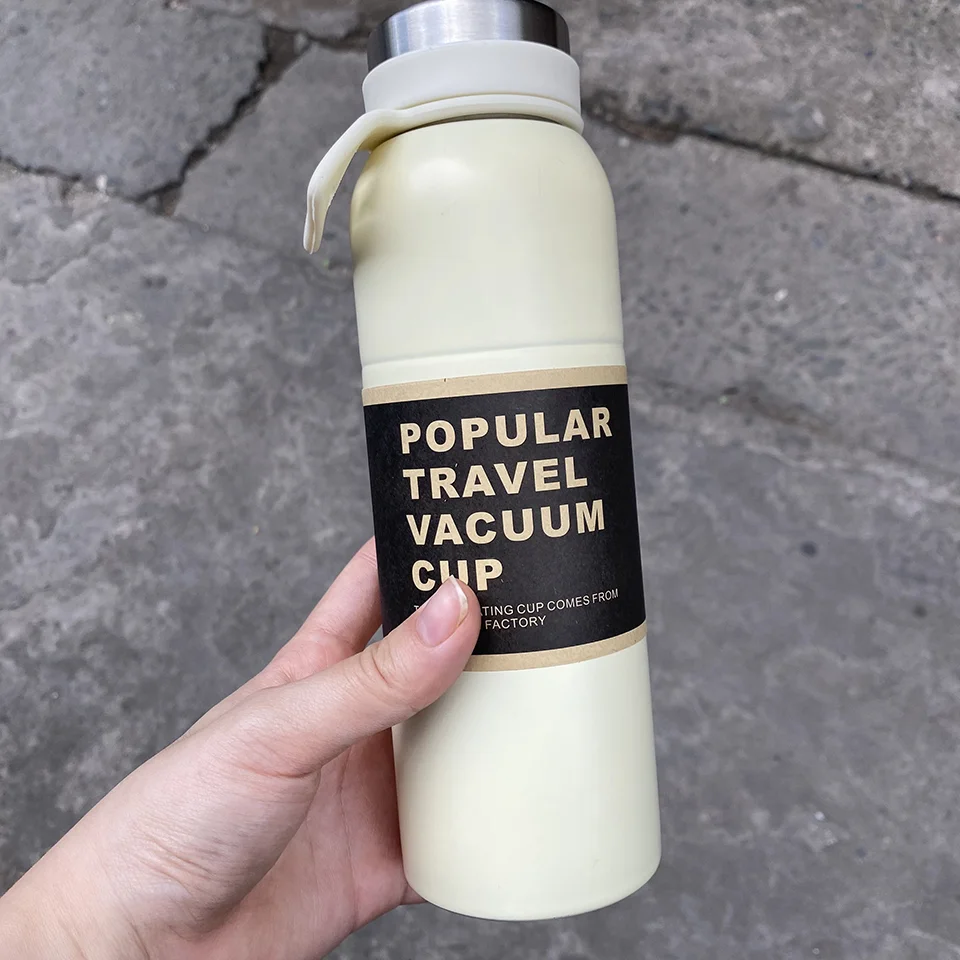 POPULAR
TRAVEL
VACUUM
CUP
CUP COMES FROM
FACTORY